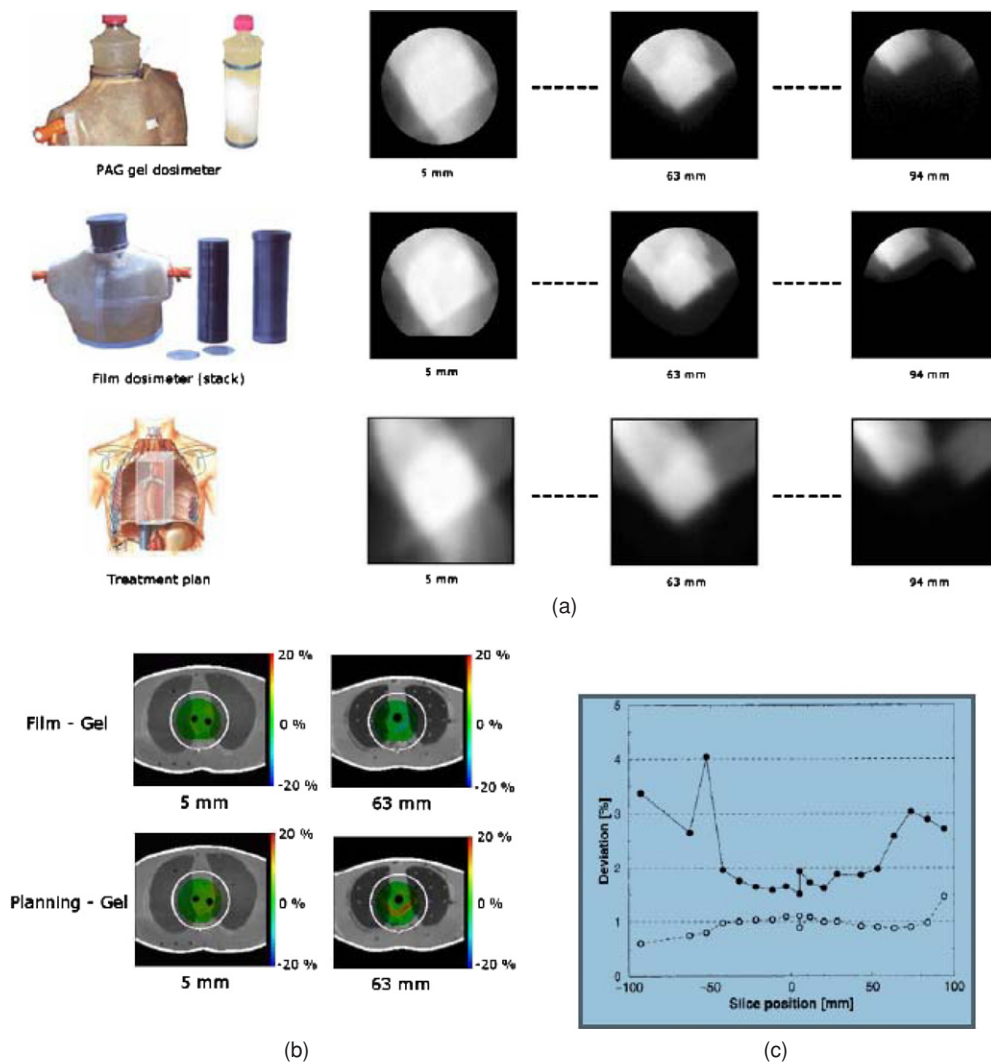 PAG gel dosimeter
5 mm
63 mm
94 mm
Film dosimeter (stack)
5 mm
63 mm
94 mm
Treatment plan
5 mm
63 mm
94 mm
(a)
Film - Gel
20 %
0 %
-20 %
5 mm
20 %
0 %
-20 %
63 mm
Planning - Gel
20 %
0 %
-20 %
5 mm
20 %
0 %
-20 %
63 mm
(b)
Deviation [%]
5
4
3
2
1
0
-100
-50
0
50
100
Slice position [mm]
(c)